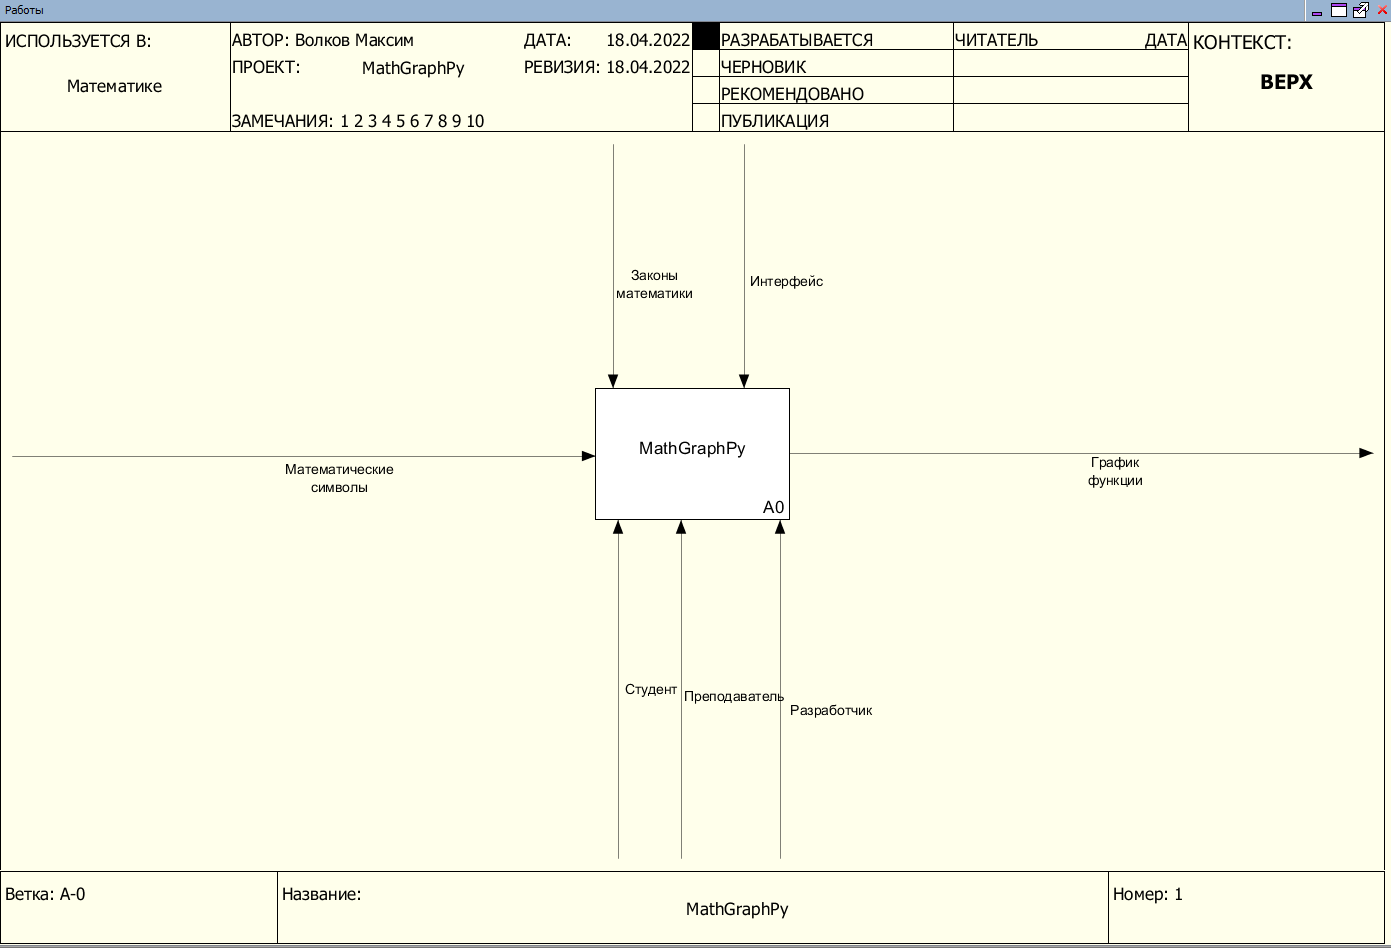 Работы
ИСПОЛЬЗУЕТСЯ В:
Математике
АВТОР: Волков Максим
ДАТА: 18.04.2022
ПРОЕКТ: MathGraphPy
РЕВИЗИЯ: 18.04.2022
ЗАМЕЧАНИЯ: 1 2 3 4 5 6 7 8 9 10
РАЗРАБАТЫВАЕТСЯ
ЧЕРНОВИК
РЕКОМЕНДОВАНО
ПУБЛИКАЦИЯ
ЧИТАТЕЛЬ ДАТА
КОНТЕКСТ:
ВЕРХ
Законы
математики
Интерфейс
MathGraphPy
A0
Математические
символы
График
функции
Студент
Преподаватель
Разработчик
Ветка: A-0
Название:
MathGraphPy
Номер: 1